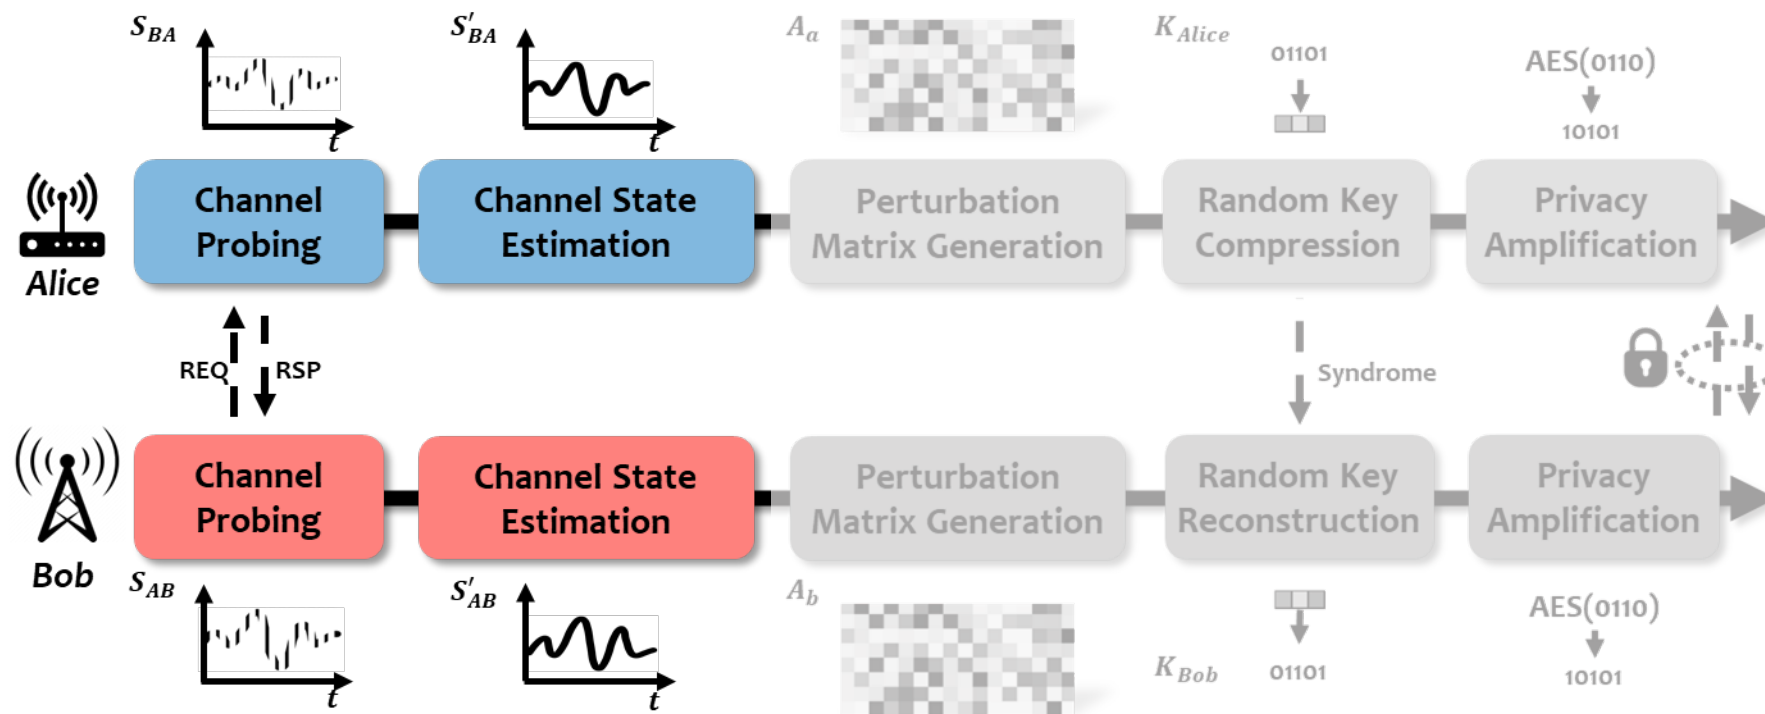 S_BA
S'_BA
A_a
K_Alice
01101
AES(0110)
10101
t
t
Channel
Probing
Channel State
Estimation
Perturbation
Matrix Generation
Random Key
Compression
Privacy
Amplification
Alice
REQ
RSP
Syndrome
Channel
Probing
Channel State
Estimation
Perturbation
Matrix Generation
Random Key
Reconstruction
Privacy
Amplification
Bob
S_AB
S'_AB
A_b
K_Bob
01101
AES(0110)
10101
t
t